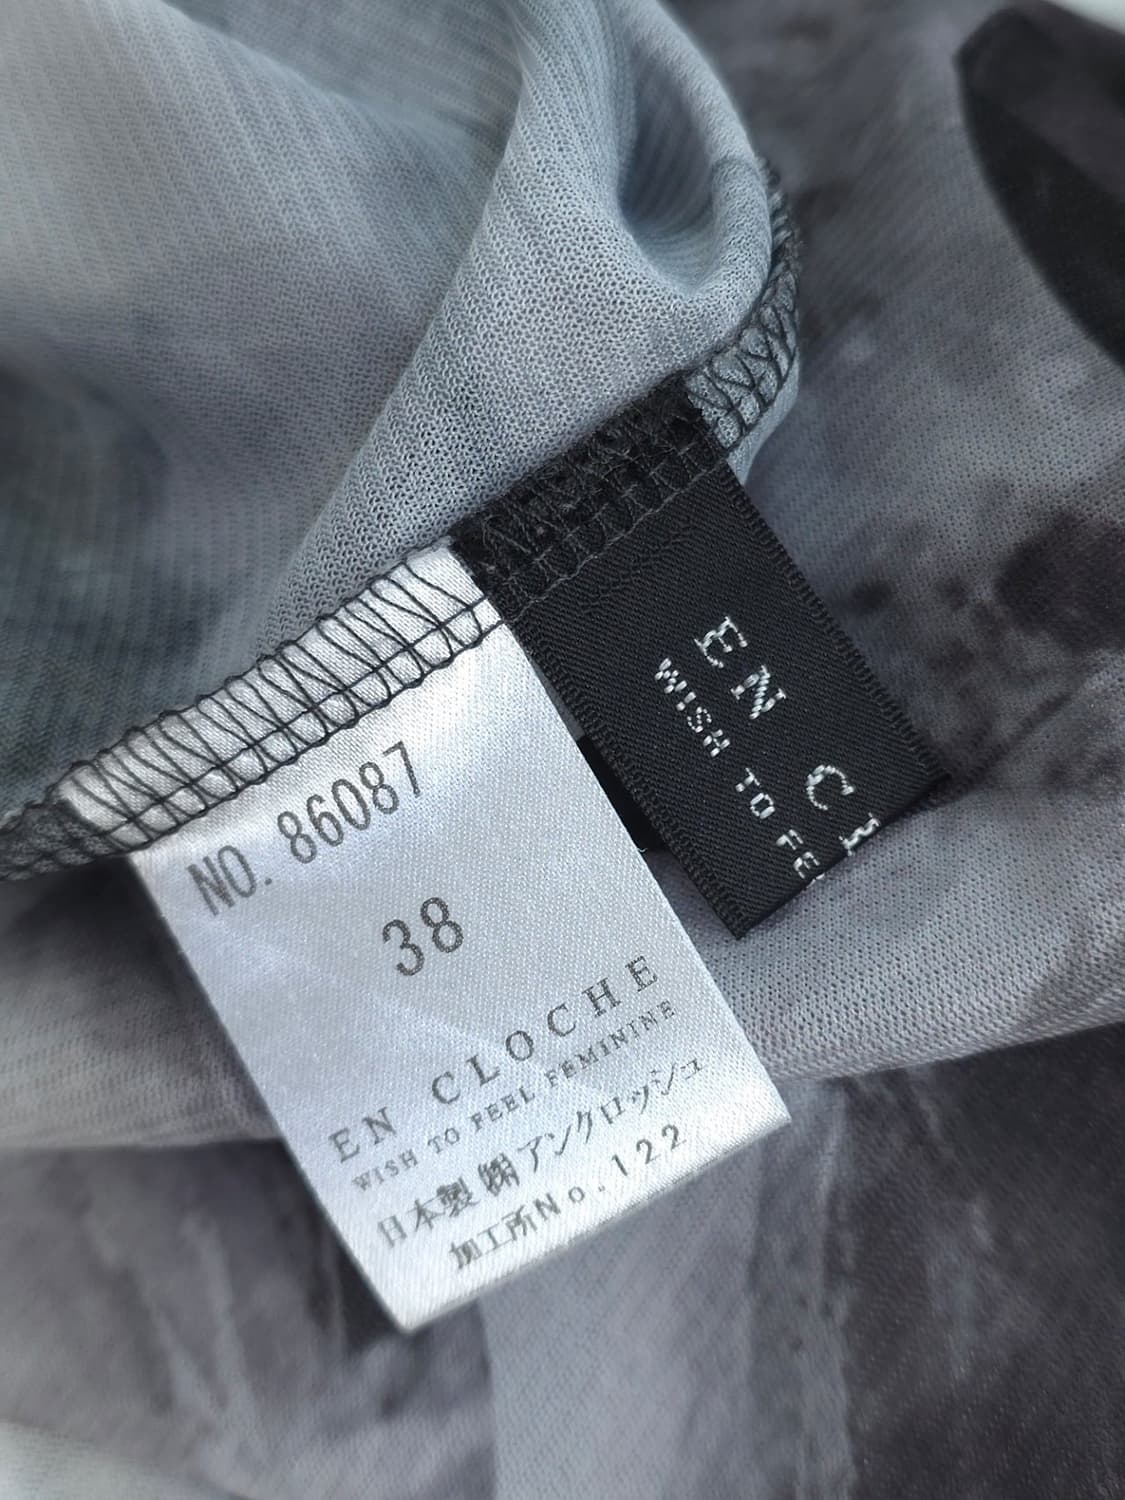 NO. 86087
38
EN CLOCHE
WISH TO FEEL FEMININE
日本製 ㈱アンクロッシュ
加工所No.122
EN Cl
WISH TO FE